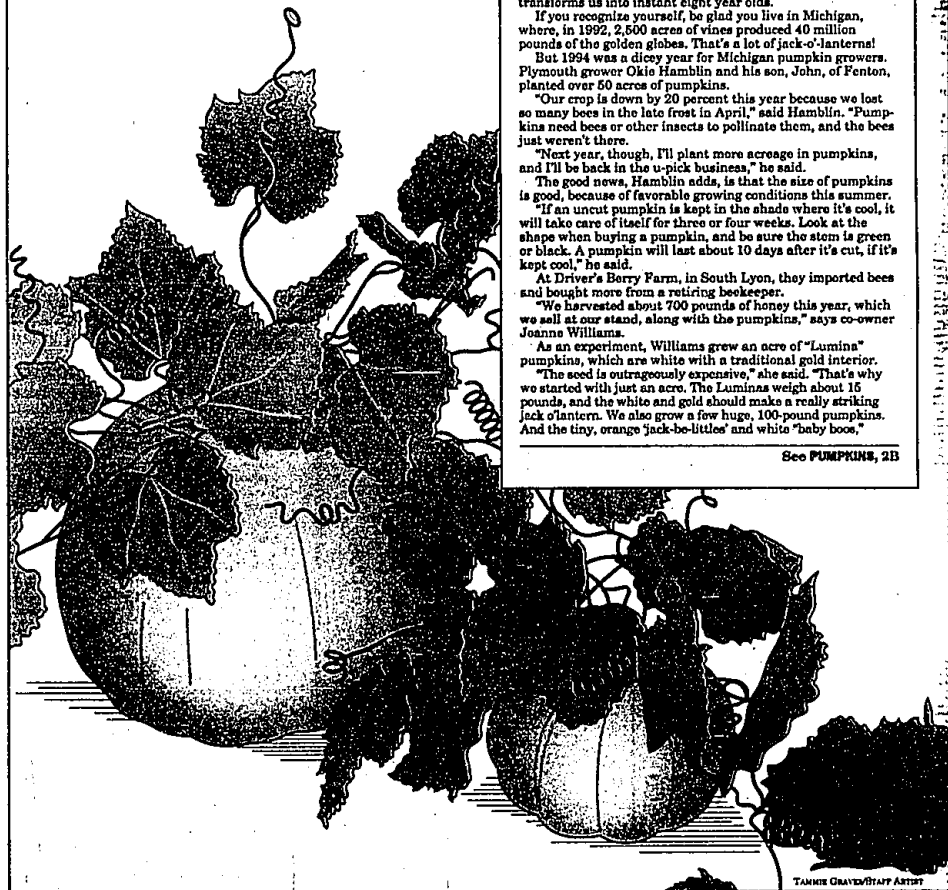 transforms us into instant eight year olds.
If you recognize yourself, be glad you live in Michigan,
where, in 1992, 2,500 acres of vines produced 40 million
pounds of the golden globes. That's a lot of jack-o'-lanterns!
But 1994 was a dicey year for Michigan pumpkin growers.
Plymouth grower Okie Hamblin and his son, John, of Fenton,
planted over 50 acres of pumpkins.
"Our crop is down by 20 percent this year because we lost
so many bees in the late frost in April," said Hamblin. "Pump-
kins need bees or other insects to pollinate them, and the bees
just weren't there.
"Next year, though, I'll plant more acreage in pumpkins,
and I'll be back in the u-pick business," he said.
The good news, Hamblin adds, is that the size of pumpkins
is good, because of favorable growing conditions this summer.
"If an uncut pumpkin is kept in the shade where it's cool, it
will take care of itself for three or four weeks. Look at the
shape when buying a pumpkin, and be sure the stem is green
or black. A pumpkin will last about 10 days after it's cut, if it's
kept cool," he said.
At Driver's Berry Farm, in South Lyon, they imported bees
and bought more from a retiring beekeeper.
"We harvested about 700 pounds of honey this year, which
we sell at our stand, along with the pumpkins," says co-owner
Joanne Williams.
As an experiment, Williams grew an acre of "Lumina"
pumpkins, which are white with a traditional gold interior.
"The seed is outrageously expensive," she said. "That's why
we started with just an acre. The Luminas weigh about 15
pounds, and the white and gold should make a really striking
jack o'lantern. We also grow a few huge, 100-pound pumpkins.
And the tiny, orange 'jack-be-littles' and white "baby boos,"
See PUMPKINS, 2B
TAMMIE GRAVES/STAFF ARTIST